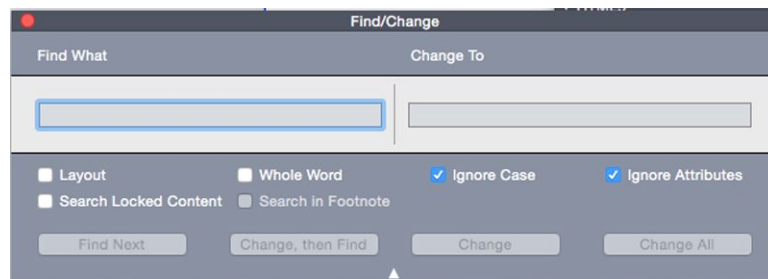 Find/Change
Find What Change To
Layout Whole Word Ignore Case Ignore Attributes
Search Locked Content Search in Footnote
Find Next Change, then Find Change Change All